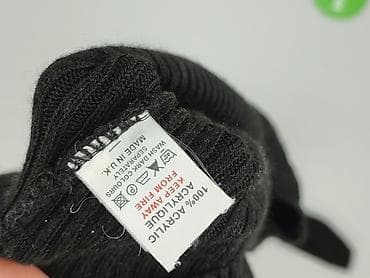 100% ACRYLIC
ACRYLIQUE
KEEP AWAY
FROM FIRE
WASH DARK COLOURS
SEPARATELY.
MADE IN U.K.